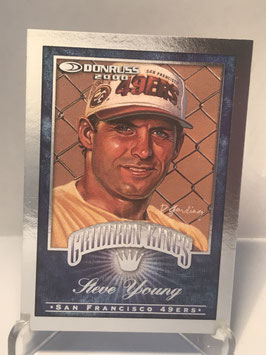 DONRUSS
2000
SAN FRANCISCO
49ERS
GRIDIRON KINGS
Steve Young
SAN FRANCISCO 49ERS